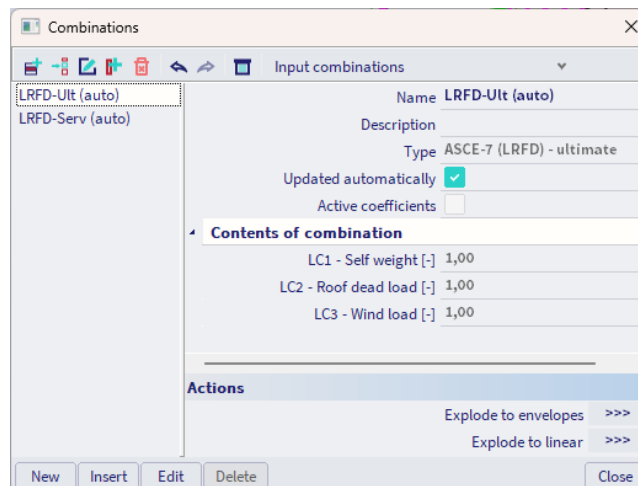 Combinations
Input combinations
LRFD-Ult (auto)
LRFD-Serv (auto)
Name LRFD-Ult (auto)
Description
Type ASCE-7 (LRFD) - ultimate
Updated automatically
Active coefficients
Contents of combination
LC1 - Self weight [-] 1,00
LC2 - Roof dead load [-] 1,00
LC3 - Wind load [-] 1,00
Actions
Explode to envelopes >>>
Explode to linear >>>
New Insert Edit Delete Close